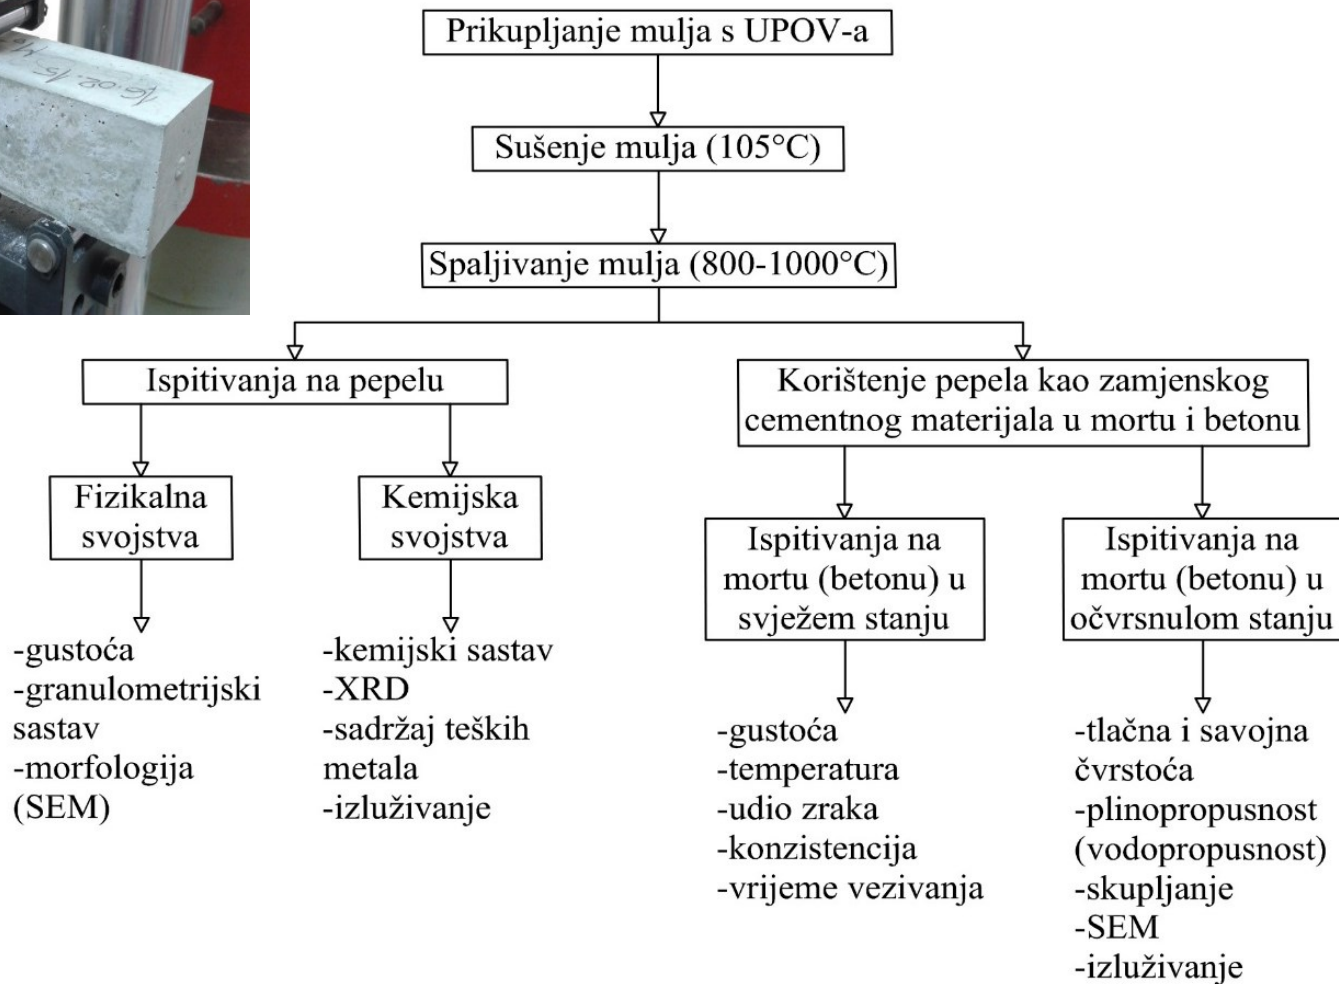 16.02.15.
Prikupljanje mulja s UPOV-a
Sušenje mulja (105°C)
Spaljivanje mulja (800-1000°C)
Ispitivanja na pepelu
Korištenje pepela kao zamjenskog
cementnog materijala u mortu i betonu
Fizikalna
svojstva
Kemijska
svojstva
Ispitivanja na
mortu (betonu) u
svježem stanju
Ispitivanja na
mortu (betonu) u
očvrsnulom stanju
-gustoća
-granulometrijski
sastav
-morfologija
(SEM)
-kemijski sastav
-XRD
-sadržaj teških
metala
-izluživanje
-gustoća
-temperatura
-udio zraka
-konzistencija
-vrijeme vezivanja
-tlačna i savojna
čvrstoća
-plinopropusnost
(vodopropusnost)
-skupljanje
-SEM
-izluživanje